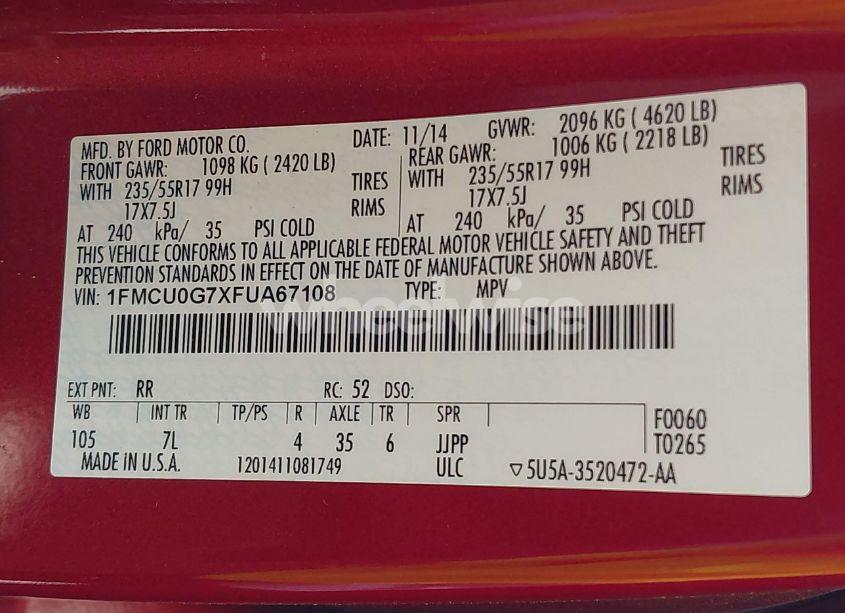 MFD. BY FORD MOTOR CO. DATE: 11/14 GVWR: 2096 KG ( 4620 LB)
FRONT GAWR: 1098 KG ( 2420 LB) REAR GAWR: 1006 KG ( 2218 LB)
WITH 235/55R17 99H TIRES WITH 235/55R17 99H TIRES
17X7.5J RIMS 17X7.5J RIMS
AT 240 kPa/ 35 PSI COLD AT 240 kPa/ 35 PSI COLD
THIS VEHICLE CONFORMS TO ALL APPLICABLE FEDERAL MOTOR VEHICLE SAFETY AND THEFT
PREVENTION STANDARDS IN EFFECT ON THE DATE OF MANUFACTURE SHOWN ABOVE.
VIN: 1FMCU0G7XFUA67108 TYPE: MPV
wheelwise
EXT PNT: RR RC: 52 DSO:
WB INT TR TP/PS R AXLE TR SPR F0060
105 7L 4 35 6 JJPP T0265
MADE IN U.S.A. 1201411081749 ULC ▽5U5A-3520472-AA